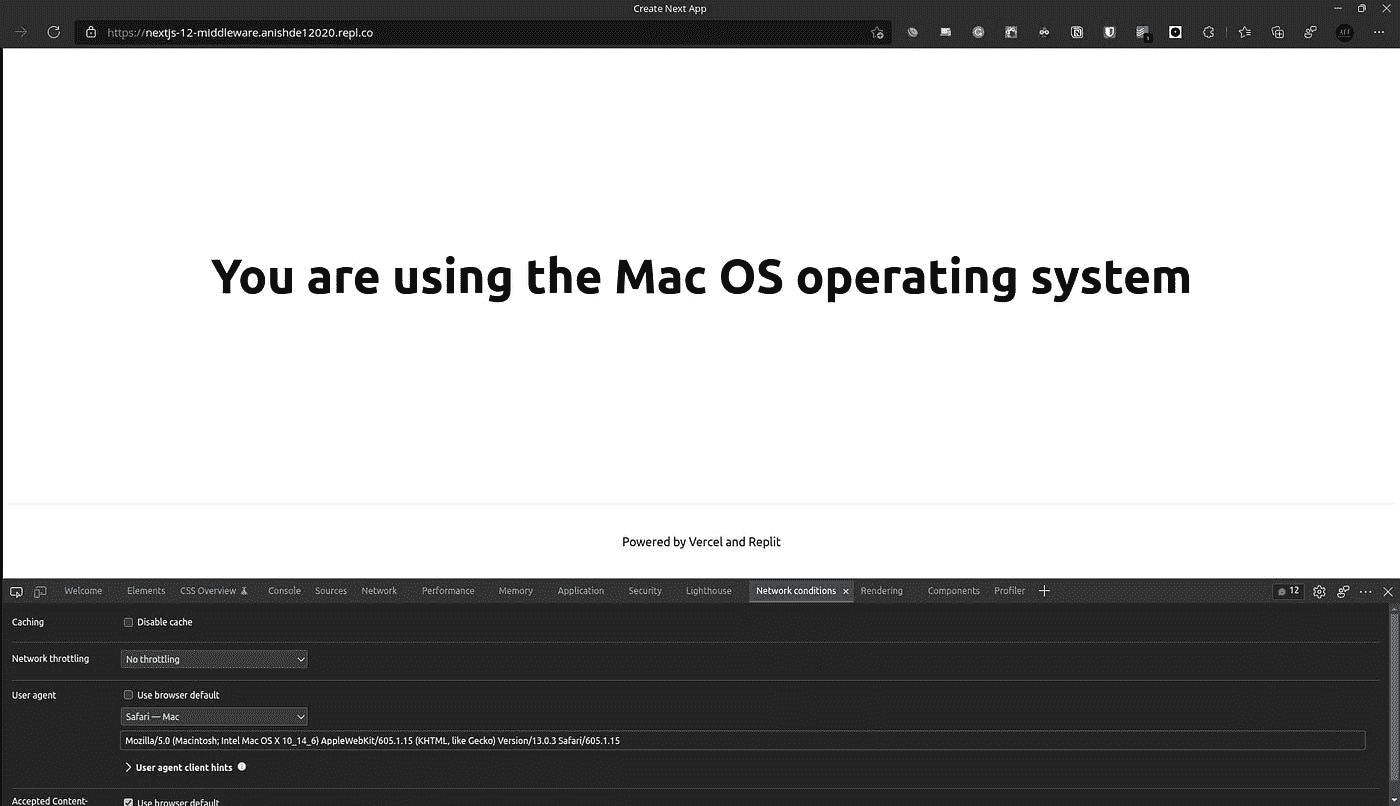 Create Next App
https://nextjs-12-middleware.anishde12020.repl.co
1
You are using the Mac OS operating system
Powered by Vercel and Replit
Welcome Elements CSS Overview Console Sources Network Performance Memory Application Security Lighthouse Network conditions Rendering Components Profiler 12
Caching Disable cache
Network throttling No throttling
User agent Use browser default
Safari — Mac
Mozilla/5.0 (Macintosh; Intel Mac OS X 10_14_6) AppleWebKit/605.1.15 (KHTML, like Gecko) Version/13.0.3 Safari/605.1.15
User agent client hints
Accepted Content- Use browser default